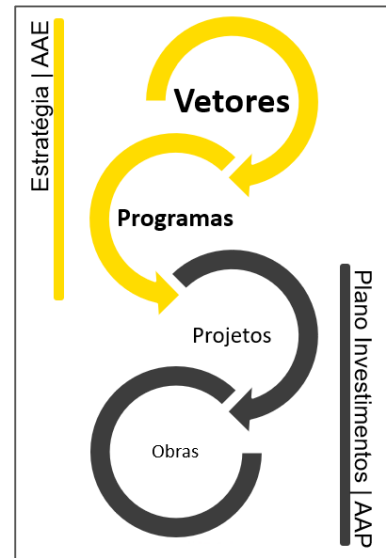 Estratégia | AAE
Vetores
Programas
Projetos
Obras
Plano Investimentos | AAP